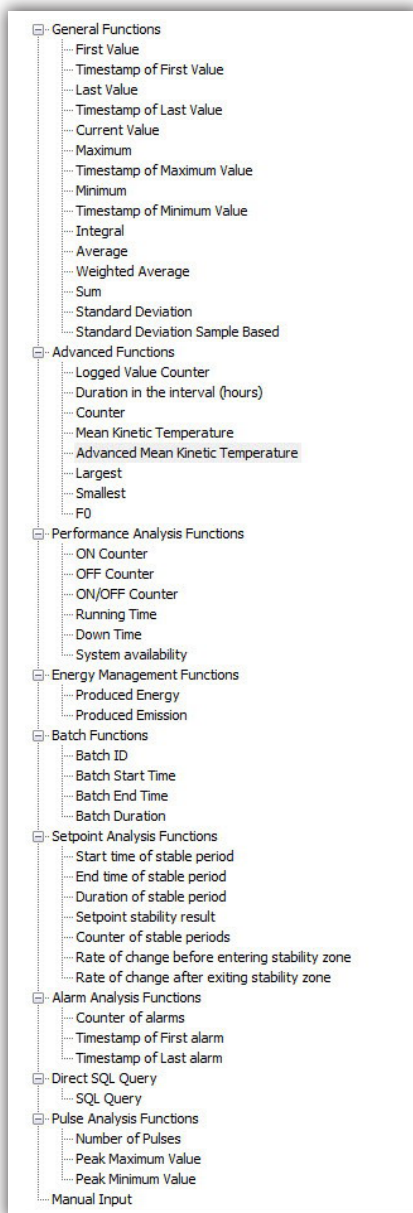 General Functions
First Value
Timestamp of First Value
Last Value
Timestamp of Last Value
Current Value
Maximum
Timestamp of Maximum Value
Minimum
Timestamp of Minimum Value
Integral
Average
Weighted Average
Sum
Standard Deviation
Standard Deviation Sample Based
Advanced Functions
Logged Value Counter
Duration in the interval (hours)
Counter
Mean Kinetic Temperature
Advanced Mean Kinetic Temperature
Largest
Smallest
F0
Performance Analysis Functions
ON Counter
OFF Counter
ON/OFF Counter
Running Time
Down Time
System availability
Energy Management Functions
Produced Energy
Produced Emission
Batch Functions
Batch ID
Batch Start Time
Batch End Time
Batch Duration
Setpoint Analysis Functions
Start time of stable period
End time of stable period
Duration of stable period
Setpoint stability result
Counter of stable periods
Rate of change before entering stability zone
Rate of change after exiting stability zone
Alarm Analysis Functions
Counter of alarms
Timestamp of First alarm
Timestamp of Last alarm
Direct SQL Query
SQL Query
Pulse Analysis Functions
Number of Pulses
Peak Maximum Value
Peak Minimum Value
Manual Input